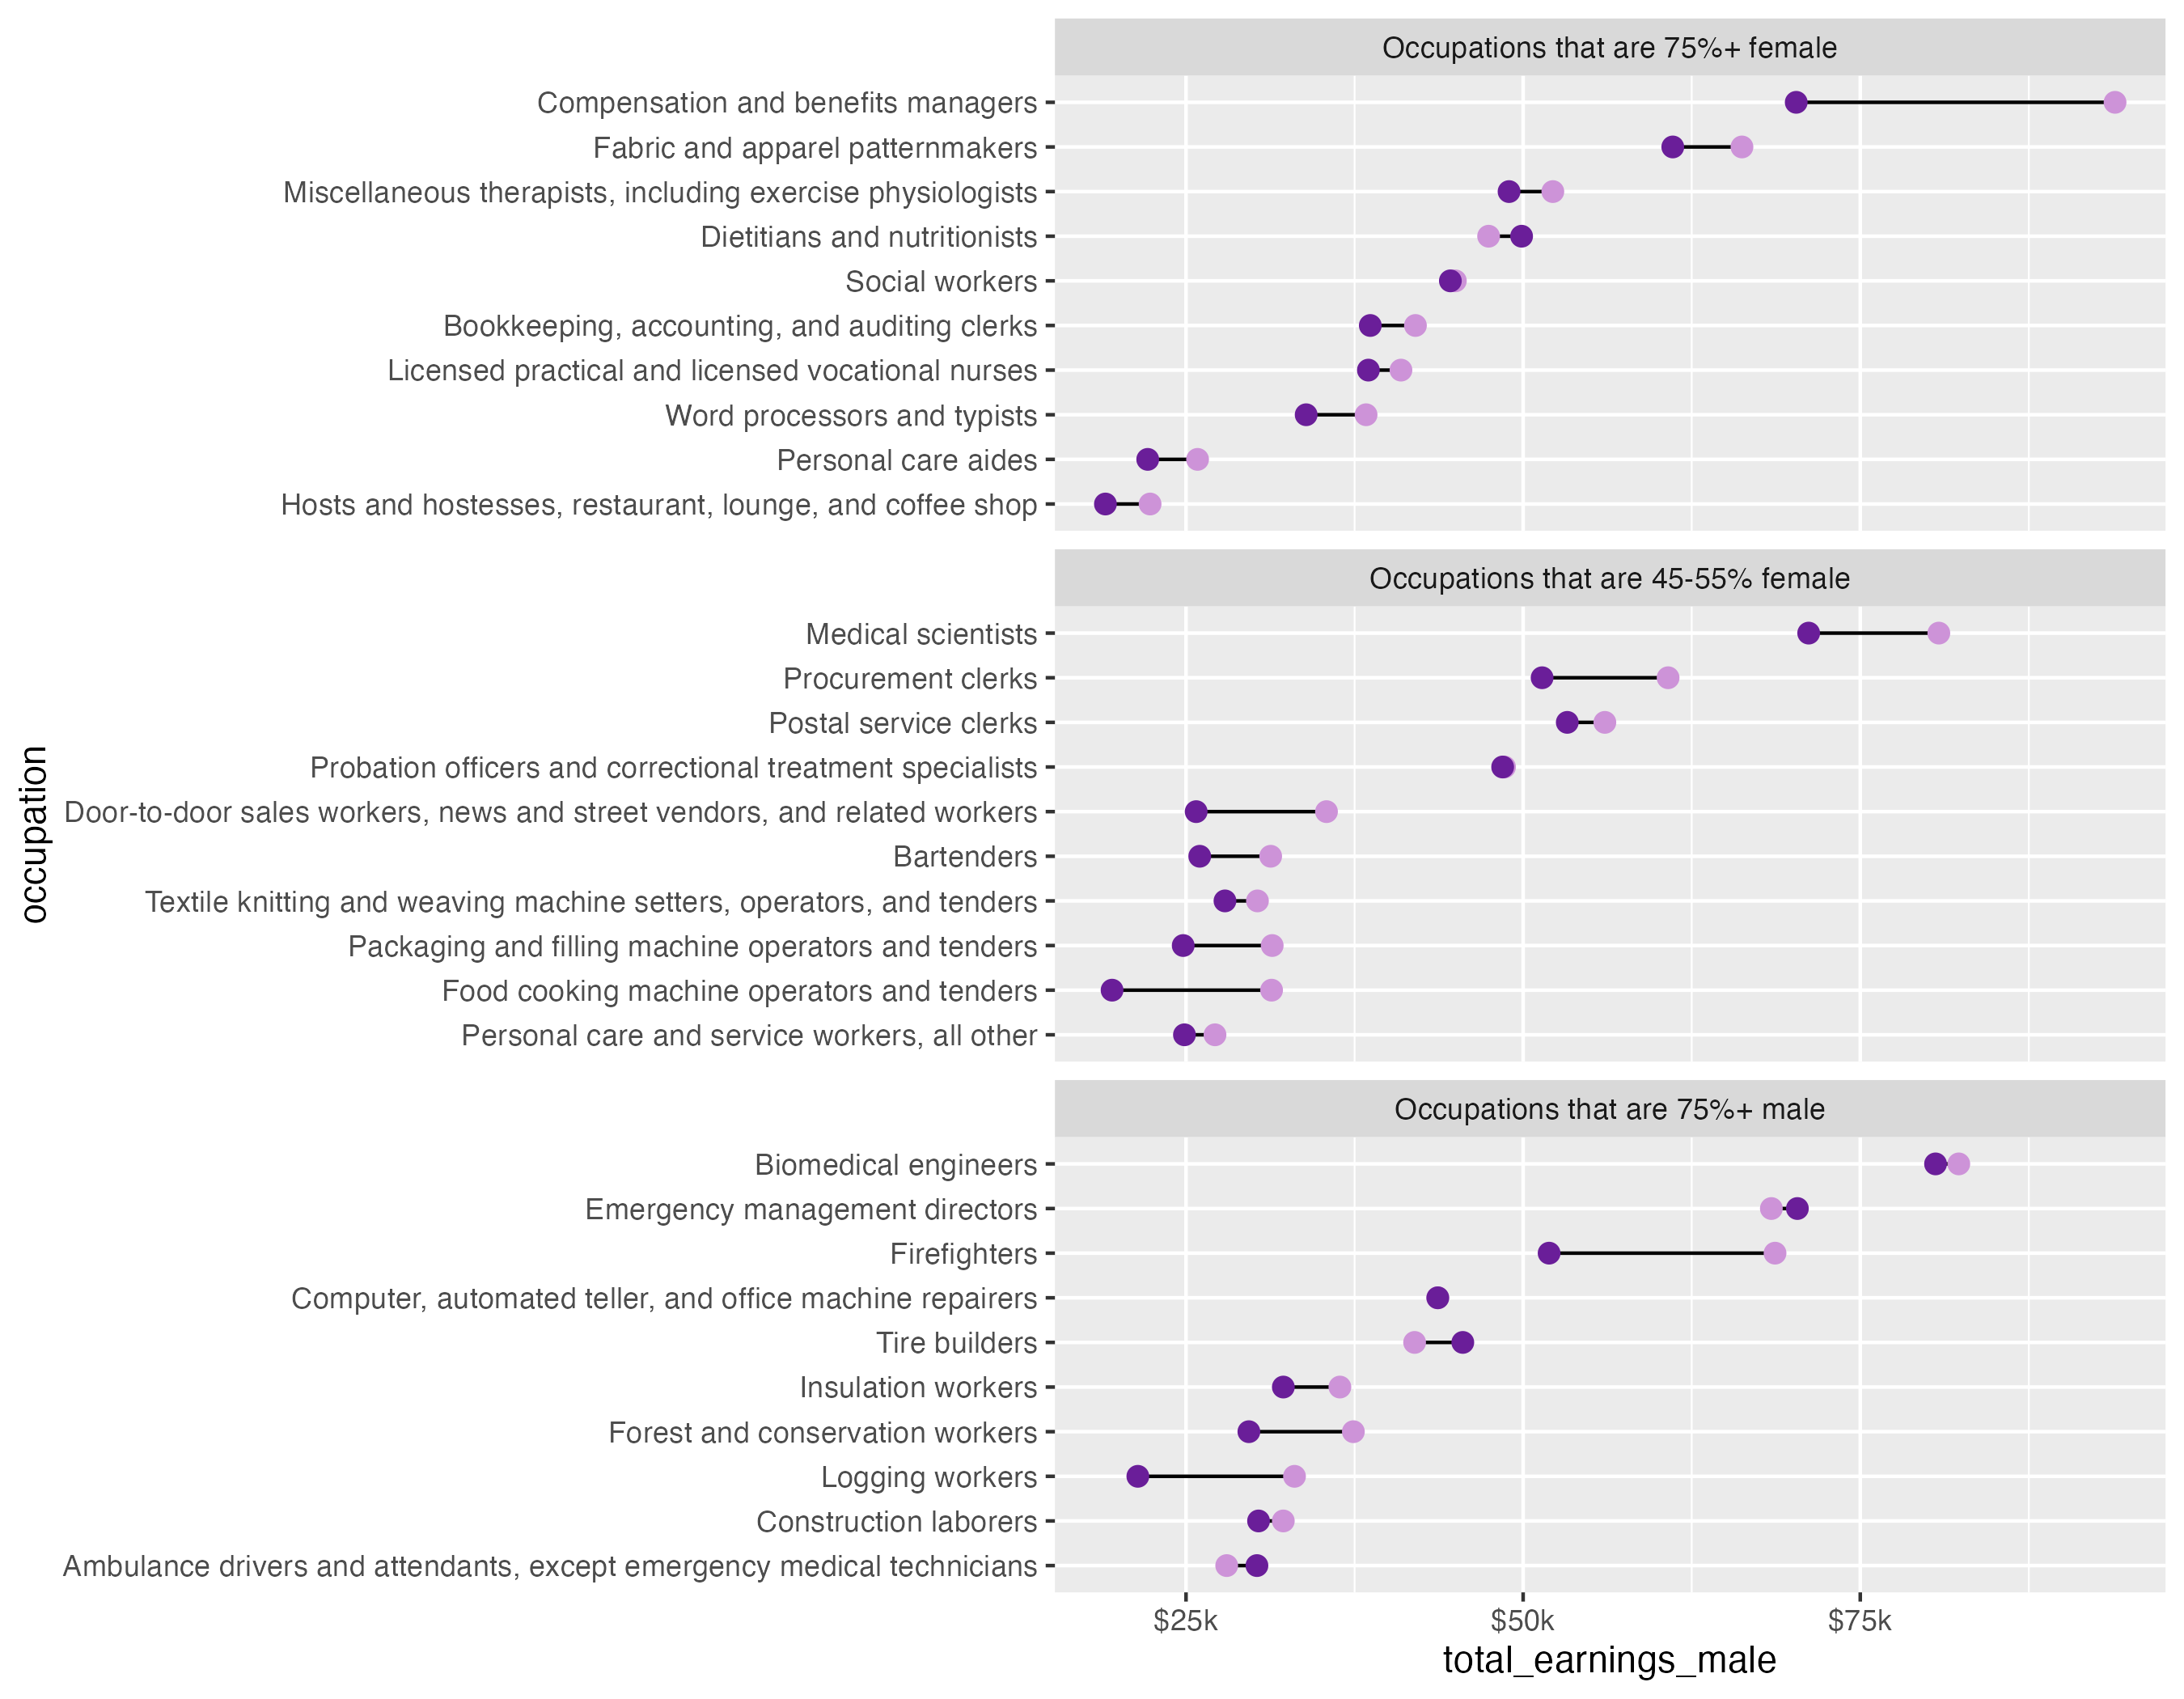 Occupations that are 75%+ female
Compensation and benefits managers
Fabric and apparel patternmakers
Miscellaneous therapists, including exercise physiologists
Dietitians and nutritionists
Social workers
Bookkeeping, accounting, and auditing clerks
Licensed practical and licensed vocational nurses
Word processors and typists
Personal care aides
Hosts and hostesses, restaurant, lounge, and coffee shop
Occupations that are 45-55% female
Medical scientists
Procurement clerks
Postal service clerks
Probation officers and correctional treatment specialists
Door-to-door sales workers, news and street vendors, and related workers
Bartenders
Textile knitting and weaving machine setters, operators, and tenders
Packaging and filling machine operators and tenders
Food cooking machine operators and tenders
Personal care and service workers, all other
occupation
Occupations that are 75%+ male
Biomedical engineers
Emergency management directors
Firefighters
Computer, automated teller, and office machine repairers
Tire builders
Insulation workers
Forest and conservation workers
Logging workers
Construction laborers
Ambulance drivers and attendants, except emergency medical technicians
$25k $50k $75k
total_earnings_male